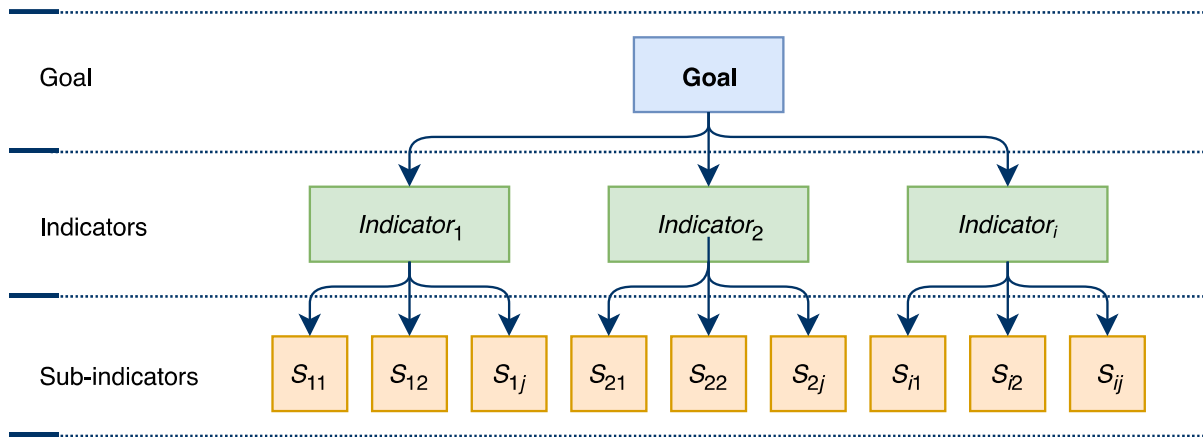 Goal
Goal
Indicators
Indicator₁
Indicator₂
Indicatorᵢ
Sub-indicators
S₁₁
S₁₂
S₁ⱼ
S₂₁
S₂₂
S₂ⱼ
Sᵢ₁
Sᵢ₂
Sᵢⱼ